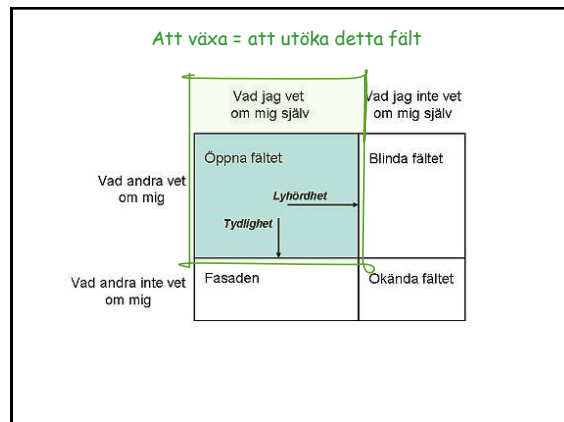 Att växa = att utöka detta fält
Vad jag vet
om mig själv
Vad jag inte vet
om mig själv
Vad andra vet
om mig
Öppna fältet
Blinda fältet
Lyhördhet
Tydlighet
Vad andra inte vet
om mig
Fasaden
Okända fältet